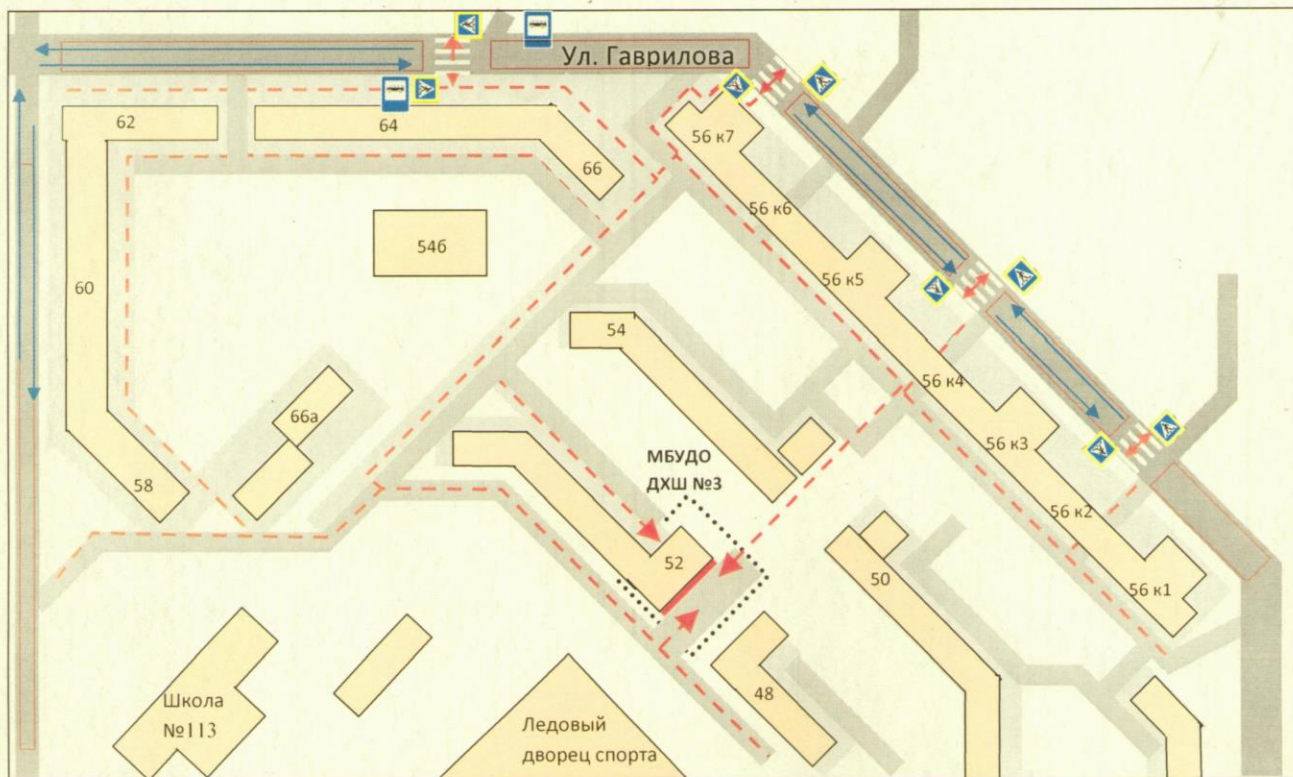 Ул. Гаврилова
62
64
66
56 к7
56 к6
54б
60
56 к5
54
56 к4
66а
56 к3
МБУДО
ДХШ №3
58
56 к2
52
50
56 к1
48
Школа
№113
Ледовый
дворец спорта